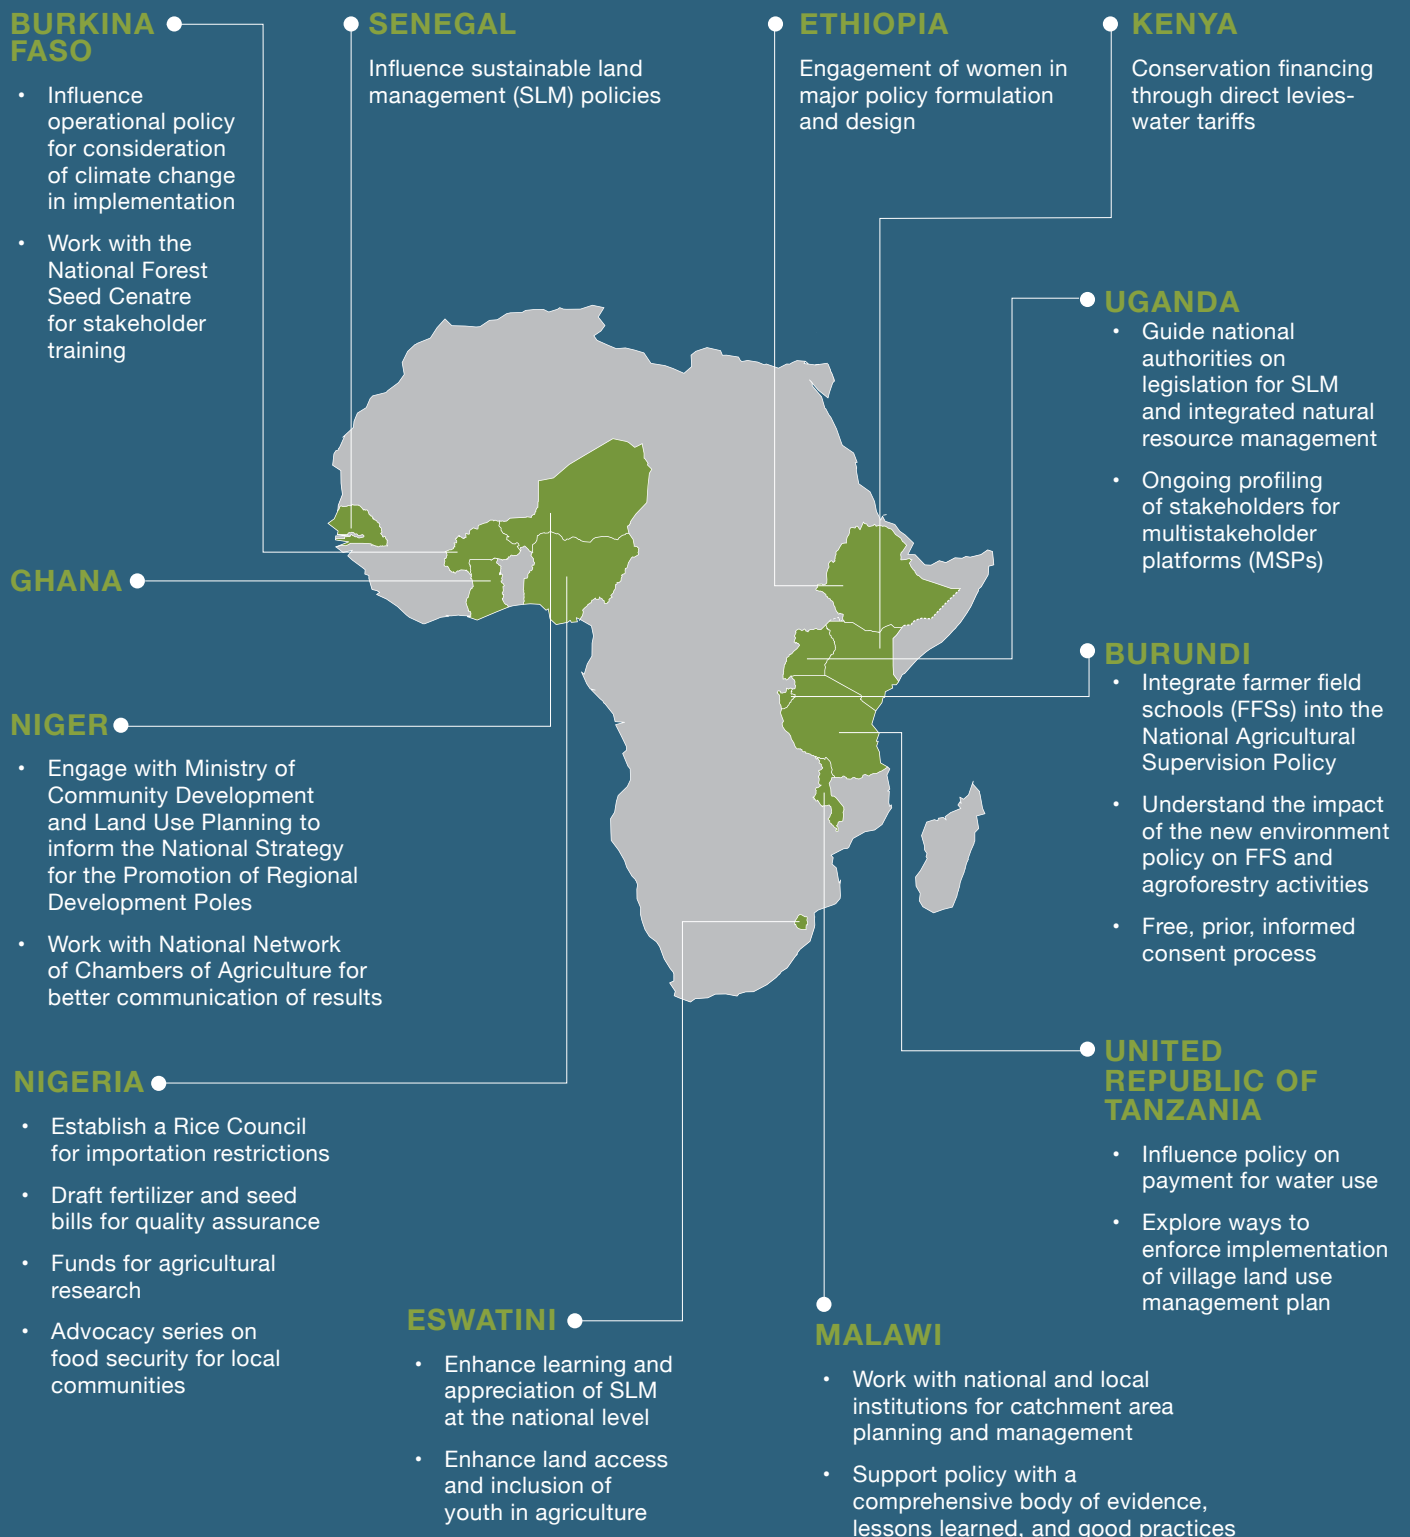 BURKINA
FASO
• Influence
operational policy
for consideration
of climate change
in implementation
• Work with the
National Forest
Seed Cenatre
for stakeholder
training
SENEGAL
Influence sustainable land
management (SLM) policies
ETHIOPIA
Engagement of women in
major policy formulation
and design
KENYA
Conservation financing
through direct levies-
water tariffs
UGANDA
• Guide national
authorities on
legislation for SLM
and integrated natural
resource management
• Ongoing profiling
of stakeholders for
multistakeholder
platforms (MSPs)
GHANA
BURUNDI
• Integrate farmer field
schools (FFSs) into the
National Agricultural
Supervision Policy
• Understand the impact
of the new environment
policy on FFS and
agroforestry activities
• Free, prior, informed
consent process
NIGER
• Engage with Ministry of
Community Development
and Land Use Planning to
inform the National Strategy
for the Promotion of Regional
Development Poles
• Work with National Network
of Chambers of Agriculture for
better communication of results
UNITED
REPUBLIC OF
TANZANIA
• Influence policy on
payment for water use
• Explore ways to
enforce implementation
of village land use
management plan
NIGERIA
• Establish a Rice Council
for importation restrictions
• Draft fertilizer and seed
bills for quality assurance
• Funds for agricultural
research
• Advocacy series on
food security for local
communities
ESWATINI
• Enhance learning and
appreciation of SLM
at the national level
• Enhance land access
and inclusion of
youth in agriculture
MALAWI
• Work with national and local
institutions for catchment area
planning and management
• Support policy with a
comprehensive body of evidence,
lessons learned, and good practices